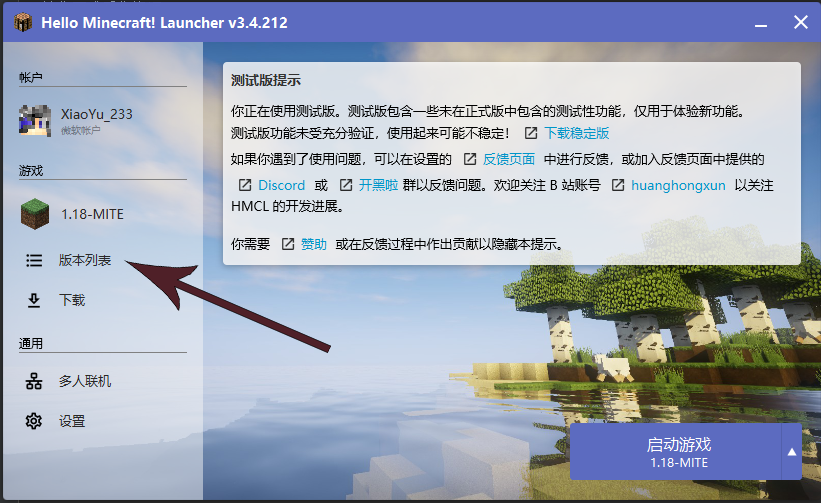 Hello Minecraft! Launcher v3.4.212
帐户
XiaoYu_233
微软帐户
游戏
1.18-MITE
版本列表
下载
通用
多人联机
设置
测试版提示
你正在使用测试版。测试版包含一些未在正式版中包含的测试性功能，仅用于体验新功能。
测试版功能未受充分验证，使用起来可能不稳定！ 下载稳定版
如果你遇到了使用问题，可以在设置的 反馈页面 中进行反馈，或加入反馈页面中提供的
Discord 或 开黑啦 群以反馈问题。欢迎关注 B 站账号 huanghongxun 以关注
HMCL 的开发进展。
你需要 赞助 或在反馈过程中作出贡献以隐藏本提示。
启动游戏
1.18-MITE